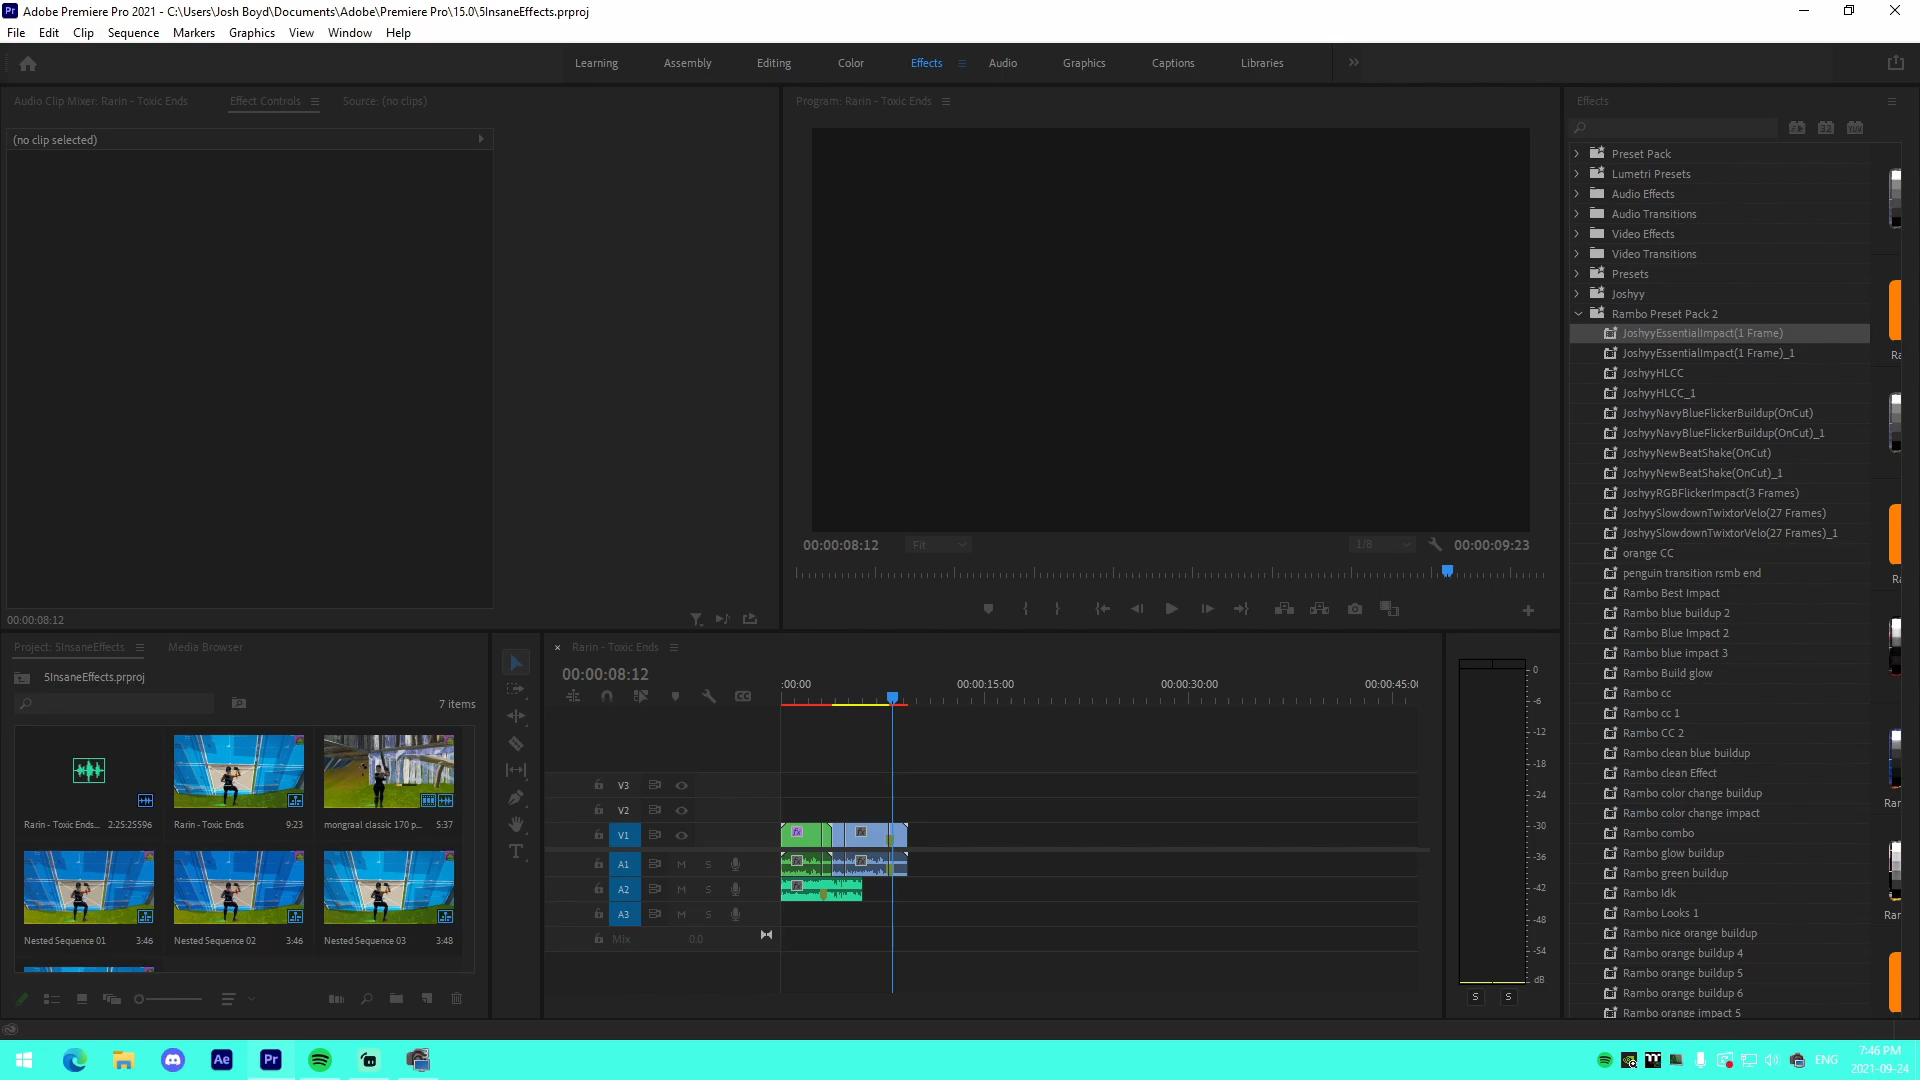 Adobe Premiere Pro 2021 - C:\Users\Josh Boyd\Documents\Adobe\Premiere Pro\15.0\5InsaneEffects.prproj
File Edit Clip Sequence Markers Graphics View Window Help
Learning Assembly Editing Color Effects Audio Graphics Captions Libraries
Audio Clip Mixer: Rarin - Toxic Ends Effect Controls Source: (no clips)
(no clip selected)
00:00:08:12
Program: Rarin - Toxic Ends
00:00:08:12 Fit 1/8 00:00:09:23
Effects
Preset Pack
Lumetri Presets
Audio Effects
Audio Transitions
Video Effects
Video Transitions
Presets
Joshyy
Rambo Preset Pack 2
JoshyyEssentialImpact(1 Frame)
JoshyyEssentialImpact(1 Frame)_1
JoshyyHLCC
JoshyyHLCC_1
JoshyyNavyBlueFlickerBuildup(OnCut)
JoshyyNavyBlueFlickerBuildup(OnCut)_1
JoshyyNewBeatShake(OnCut)
JoshyyNewBeatShake(OnCut)_1
JoshyyRGBFlickerImpact(3 Frames)
JoshyySlowdownTwixtorVelo(27 Frames)
JoshyySlowdownTwixtorVelo(27 Frames)_1
orange CC
penguin transition rsmb end
Rambo Best Impact
Rambo blue buildup 2
Rambo Blue Impact 2
Rambo blue impact 3
Rambo Build glow
Rambo cc
Rambo cc 1
Rambo CC 2
Rambo clean blue buildup
Rambo clean Effect
Rambo color change buildup
Rambo color change impact
Rambo combo
Rambo glow buildup
Rambo green buildup
Rambo Idk
Rambo Looks 1
Rambo nice orange buildup
Rambo orange buildup 4
Rambo orange buildup 5
Rambo orange buildup 6
Rambo orange impact 5
Project: 5InsaneEffects Media Browser
5InsaneEffects.prproj
7 items
Rarin - Toxic Ends... 2:25:25596
Rarin - Toxic Ends 9:23
mongraal classic 170 p... 5:37
Nested Sequence 01 3:46
Nested Sequence 02 3:46
Nested Sequence 03 3:48
Rarin - Toxic Ends
00:00:08:12
:00:00 00:00:15:00 00:00:30:00 00:00:45:0
V3
V2
V1
A1 M S
A2 M S
A3 M S
Mix 0.0
0
-6
-12
-18
-24
-30
-36
-42
-48
-54
dB
S S
Ae Pr
ENG
7:46 PM
2021-09-24